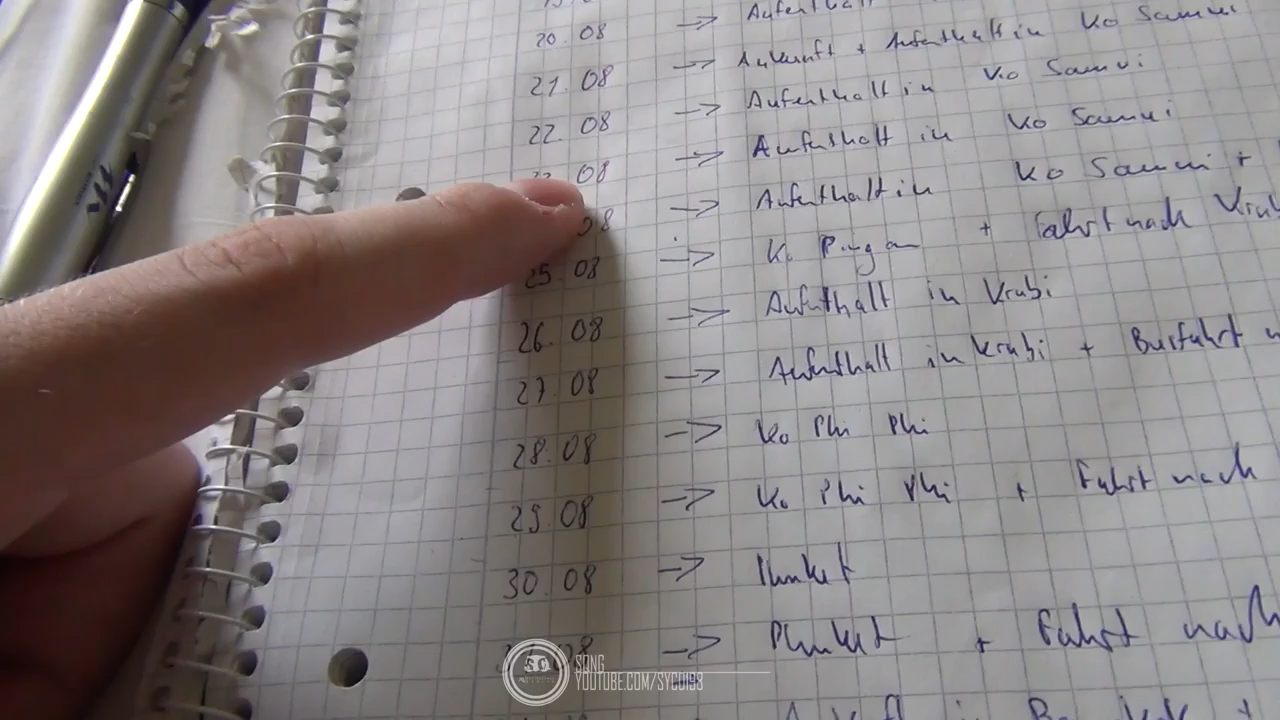 Aufenthalt
20.08 → Ankunft + Aufenthalt in Ko Samui
21.08 → Aufenthalt in Ko Samui
22.08 → Aufenthalt in Ko Samui
08 → Aufenthalt in Ko Samui +
08 → K. + Fahrt nach
25.08 → Aufenthalt in Krabi
26.08 → Aufenthalt in Krabi + Busfahrt
27.08 → Ko Phi Phi
28.08 → Ko Phi Phi + Fahrt nach
29.08 → Phuket
30.08 → Phuket + Fahrt nach
SONG
YOUTUBE.COM/SYCO193